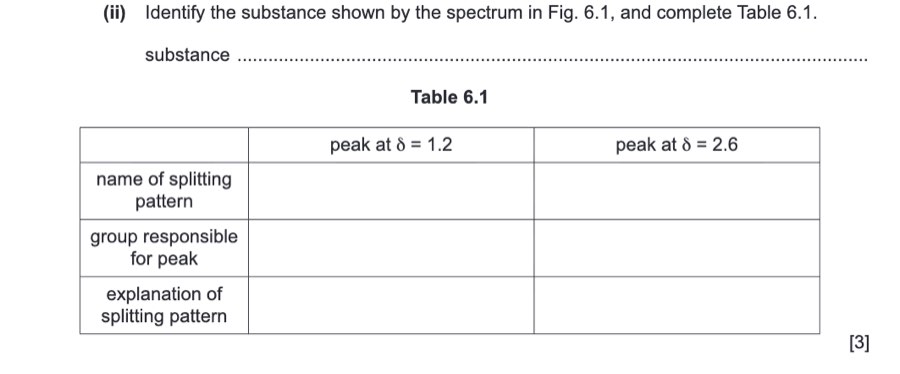 (ii) Identify the substance shown by the spectrum in Fig. 6.1, and complete Table 6.1.
substance ..............................................................................................................................
Table 6.1
peak at δ = 1.2 peak at δ = 2.6
name of splitting
pattern
group responsible
for peak
explanation of
splitting pattern
[3]